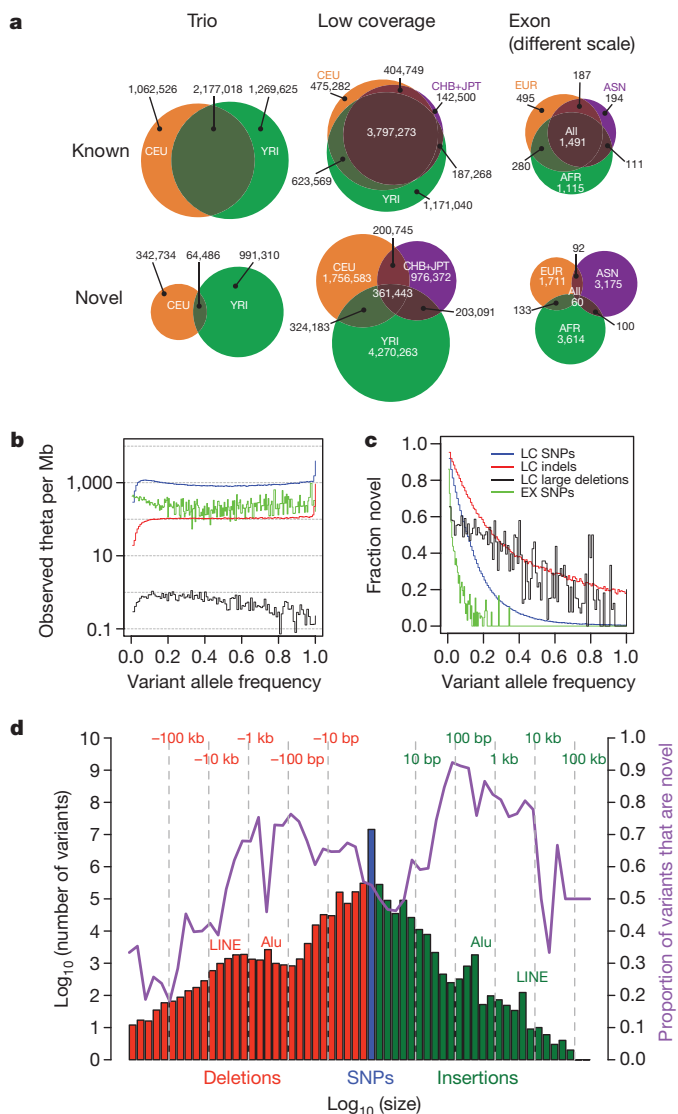 a
Trio
Low coverage
Exon
(different scale)
Known
1,062,526
2,177,018
1,269,625
CEU
YRI
CEU
475,282
404,749
CHB+JPT
142,500
3,797,273
623,569
187,268
YRI
1,171,040
EUR
495
187
ASN
194
All
1,491
280
111
AFR
1,115
Novel
342,734
64,486
991,310
CEU
YRI
200,745
CEU
1,756,583
CHB+JPT
976,372
361,443
324,183
203,091
YRI
4,270,263
92
EUR
1,711
ASN
3,175
All
60
133
100
AFR
3,614
b
Observed theta per Mb
1,000
10
0.1
0.0 0.2 0.4 0.6 0.8 1.0
Variant allele frequency
c
Fraction novel
1.0
0.8
0.6
0.4
0.2
0.0
LC SNPs
LC indels
LC large deletions
EX SNPs
0.0 0.2 0.4 0.6 0.8 1.0
Variant allele frequency
d
Log10 (number of variants)
10
9
8
7
6
5
4
3
2
1
0
−100 kb
−10 kb
−1 kb
−100 bp
−10 bp
10 bp
100 bp
1 kb
10 kb
100 kb
LINE
Alu
Alu
LINE
1.0
0.9
0.8
0.7
0.6
0.5
0.4
0.3
0.2
0.1
0.0
Proportion of variants that are novel
Deletions
SNPs
Insertions
Log10 (size)